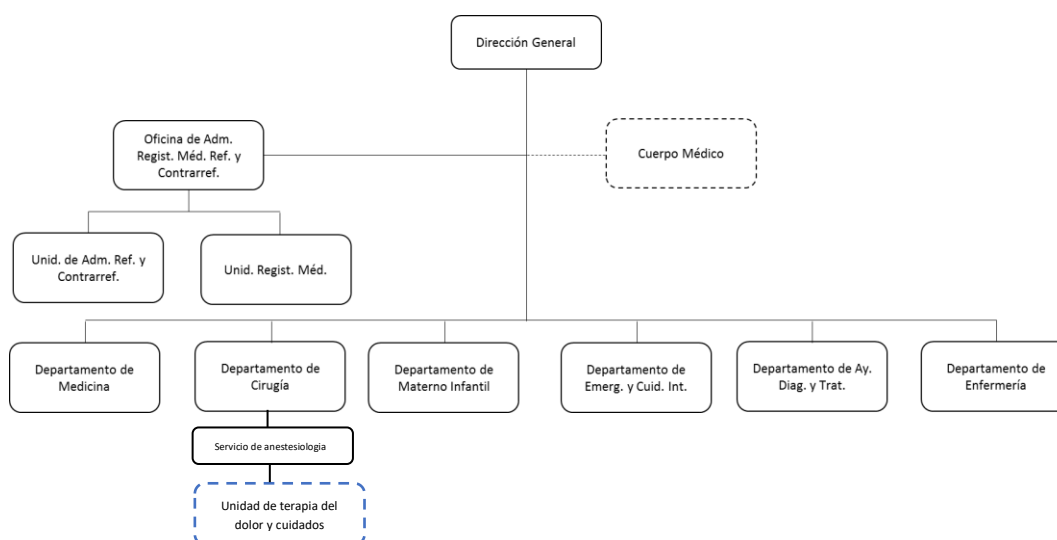 Dirección General
Oficina de Adm.
Regist. Méd. Ref. y
Contrarref.
Cuerpo Médico
Unid. de Adm. Ref. y
Contrarref.
Unid. Regist. Méd.
Departamento de
Medicina
Departamento de
Cirugía
Departamento de
Materno Infantil
Departamento de
Emerg. y Cuid. Int.
Departamento de Ay.
Diag. y Trat.
Departamento de
Enfermería
Servicio de anestesiologia
Unidad de terapia del
dolor y cuidados